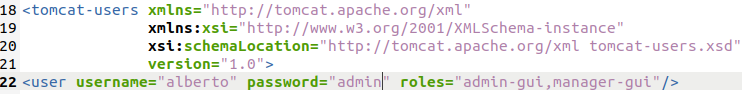 18 <tomcat-users xmlns="http://tomcat.apache.org/xml"
19 xmlns:xsi="http://www.w3.org/2001/XMLSchema-instance"
20 xsi:schemaLocation="http://tomcat.apache.org/xml tomcat-users.xsd"
21 version="1.0">
22 <user username="alberto" password="admin" roles="admin-gui,manager-gui"/>